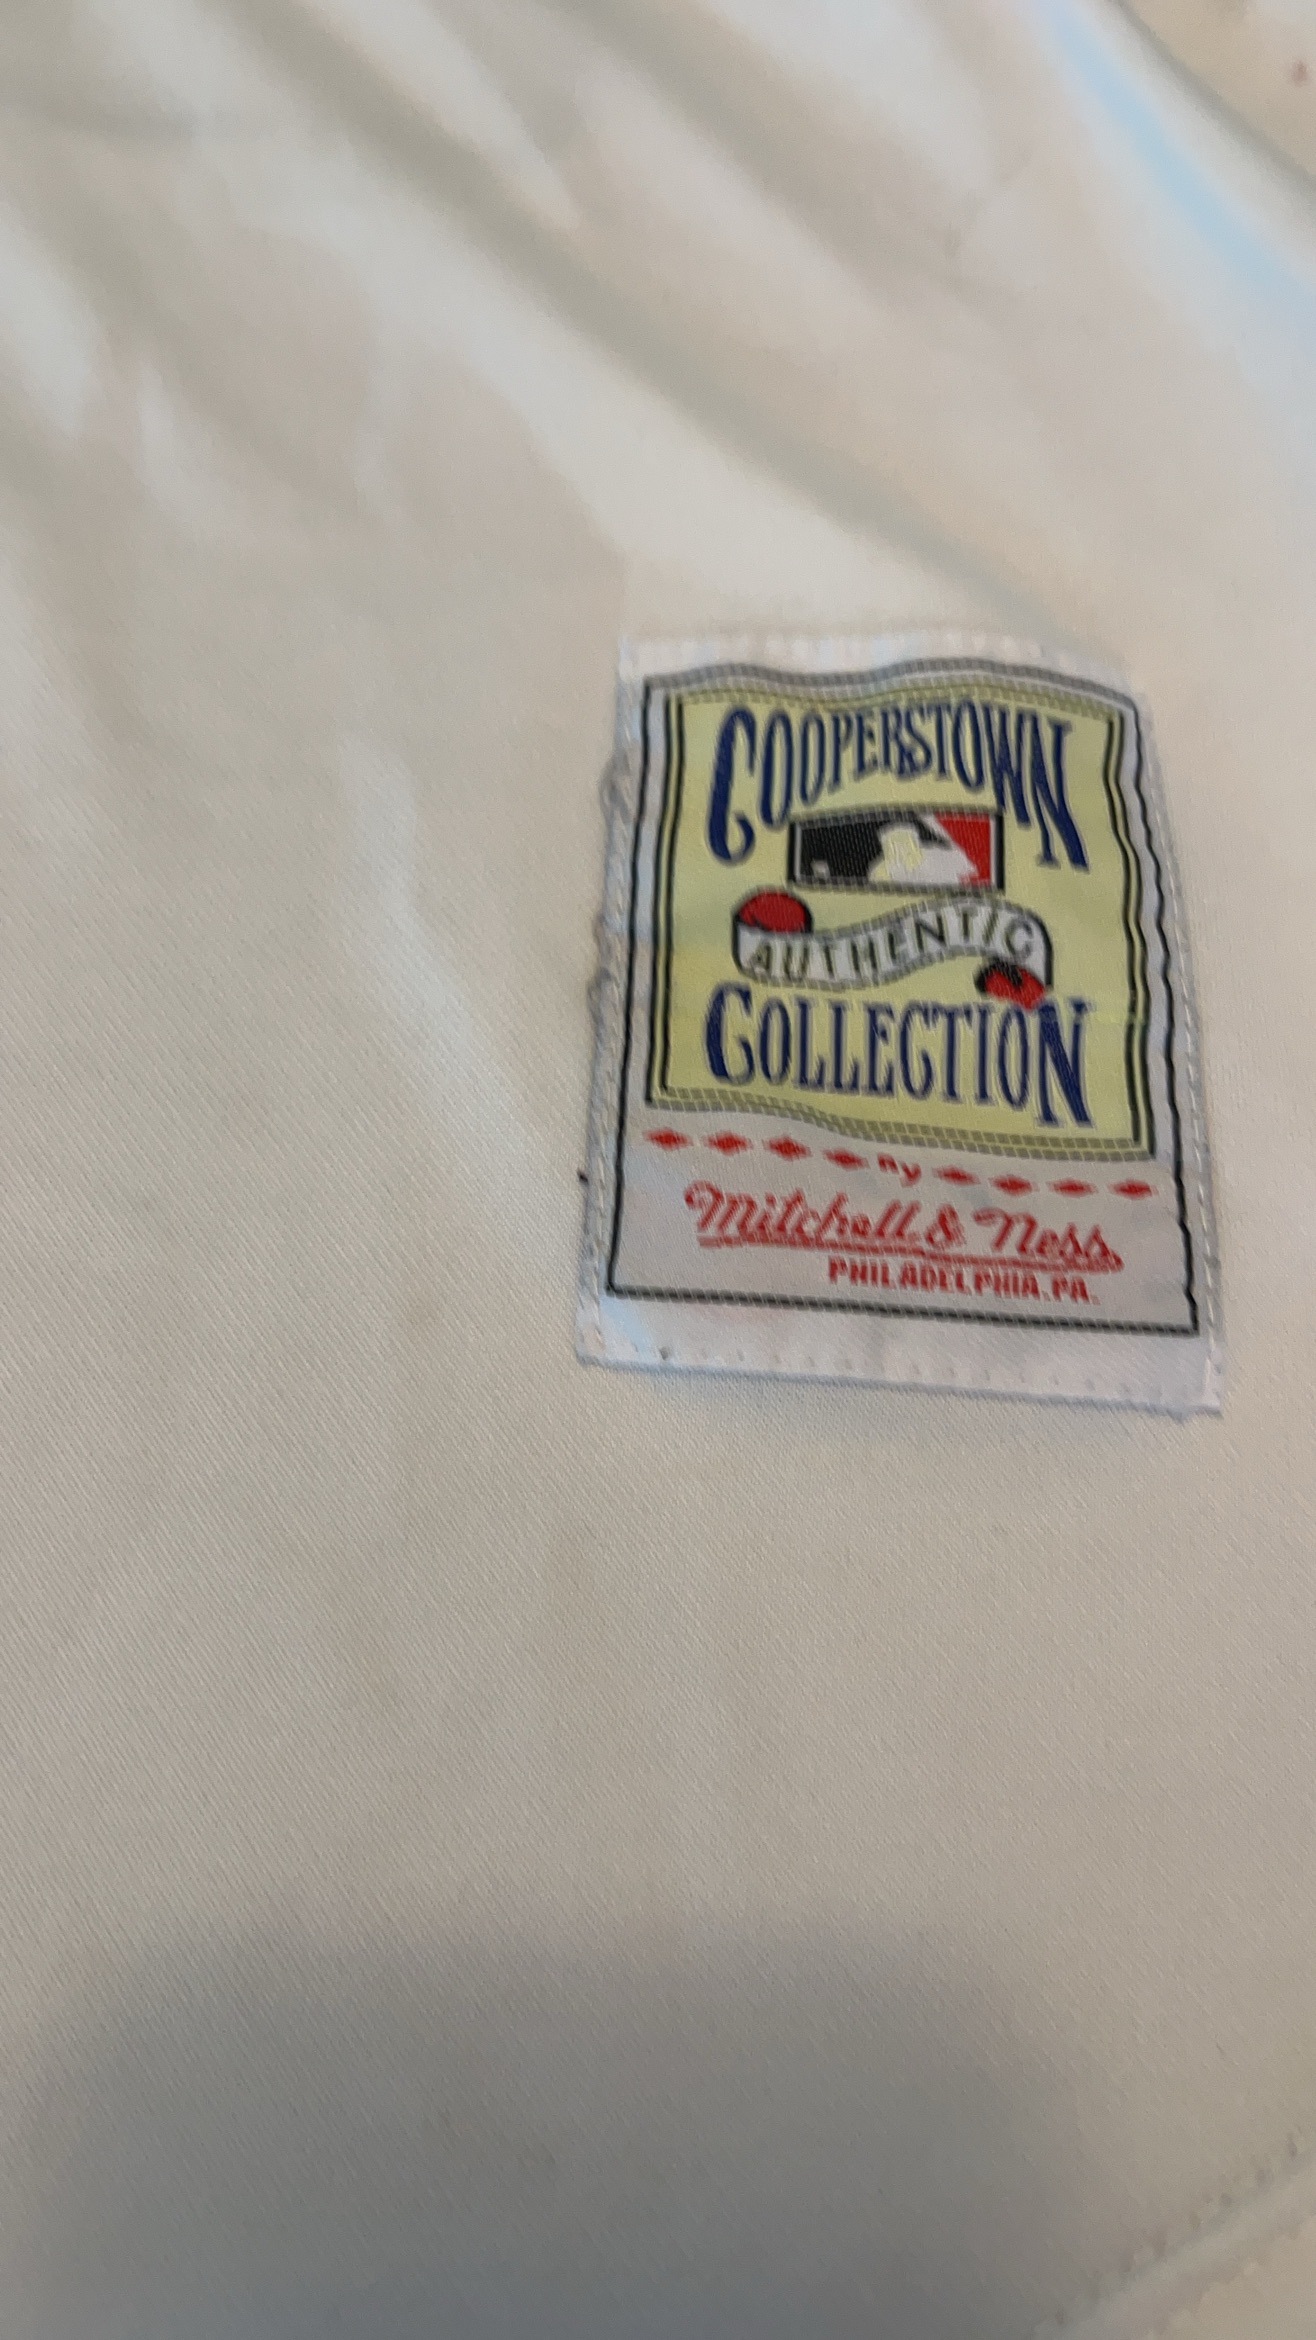 COOPERSTOWN
AUTHENTIC
COLLECTION
By
Mitchell & Ness
PHILADELPHIA.PA.